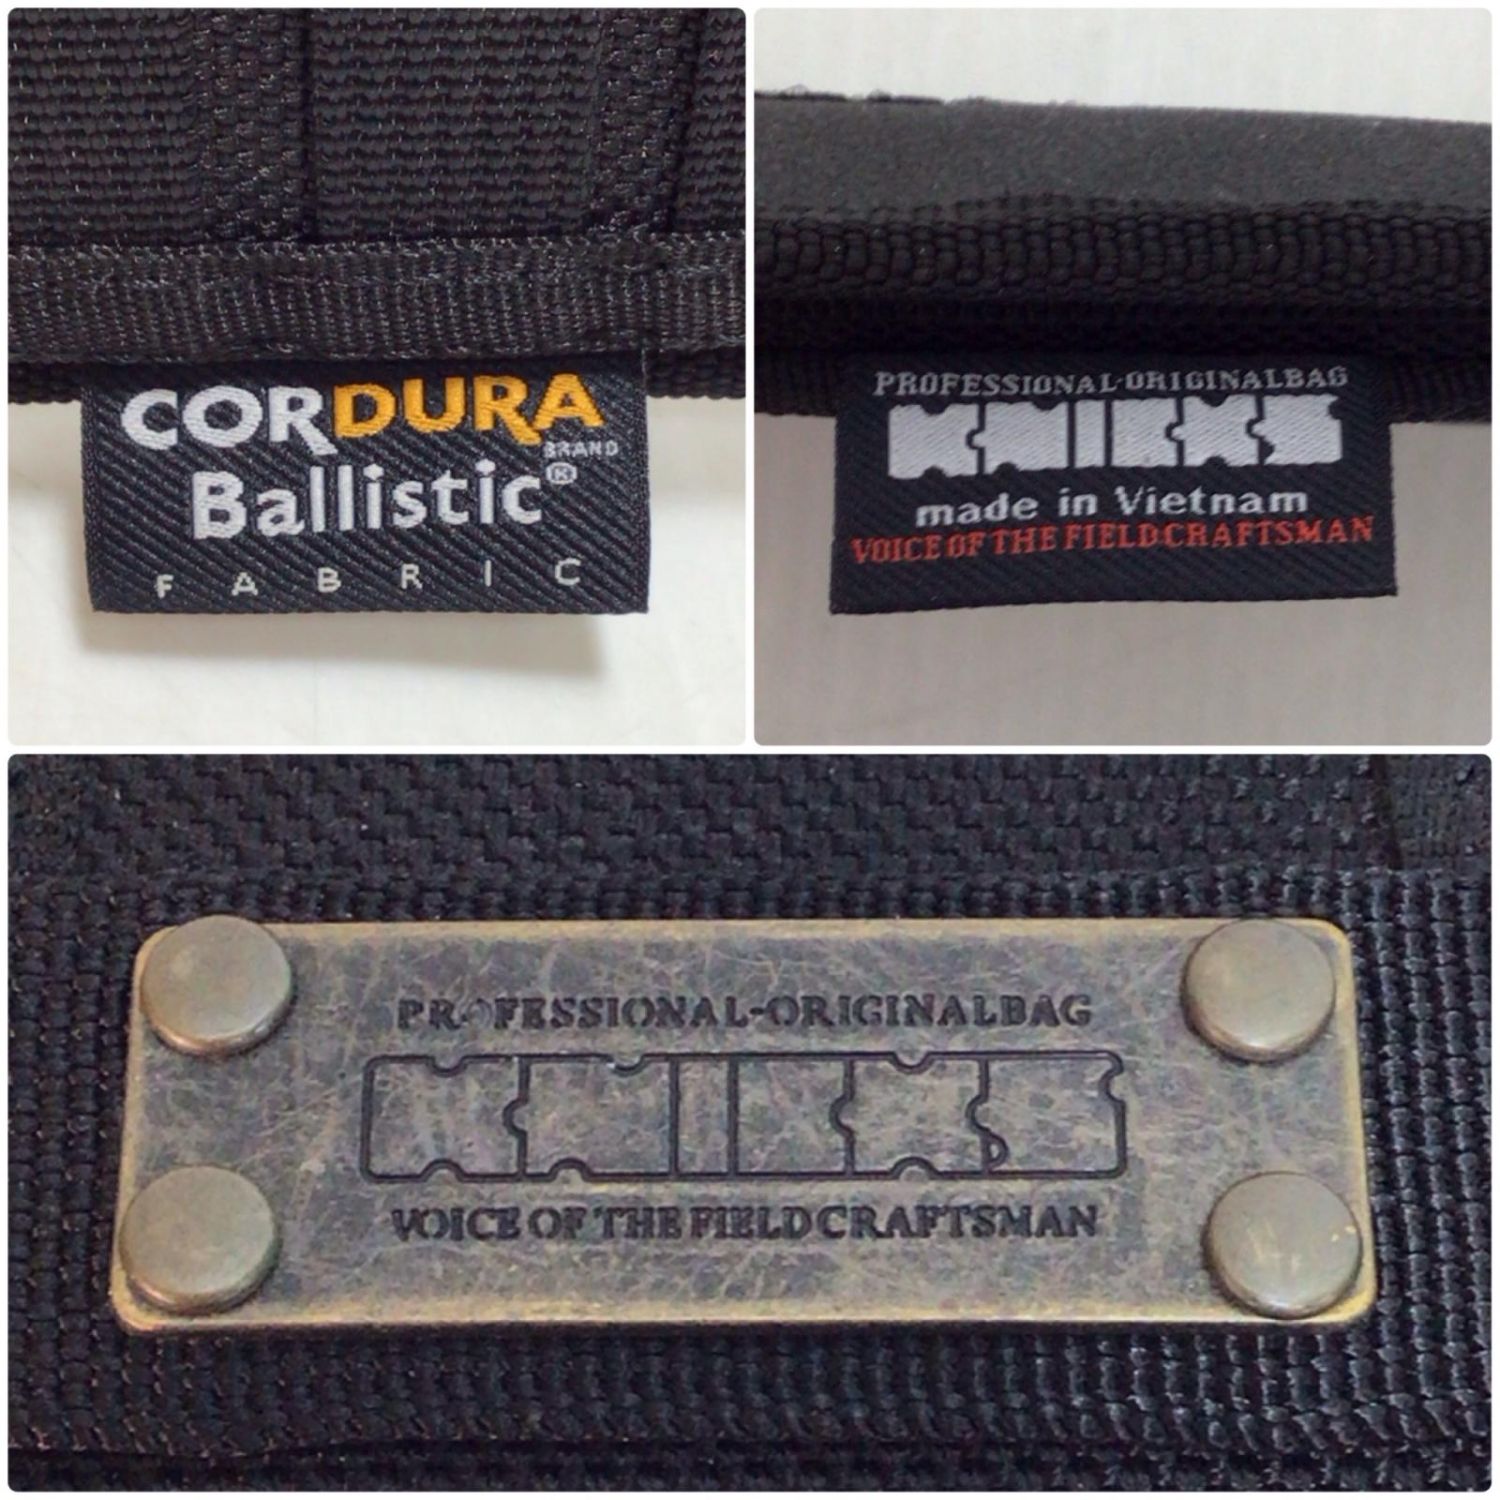 CORDURA
BRAND
Ballistic®
FABRIC
PROFESSIONAL-ORIGINALBAG
KNICKS
made in Vietnam
VOICE OF THE FIELDCRAFTSMAN
PROFESSIONAL-ORIGINALBAG
KNICKS
VOICE OF THE FIELDCRAFTSMAN